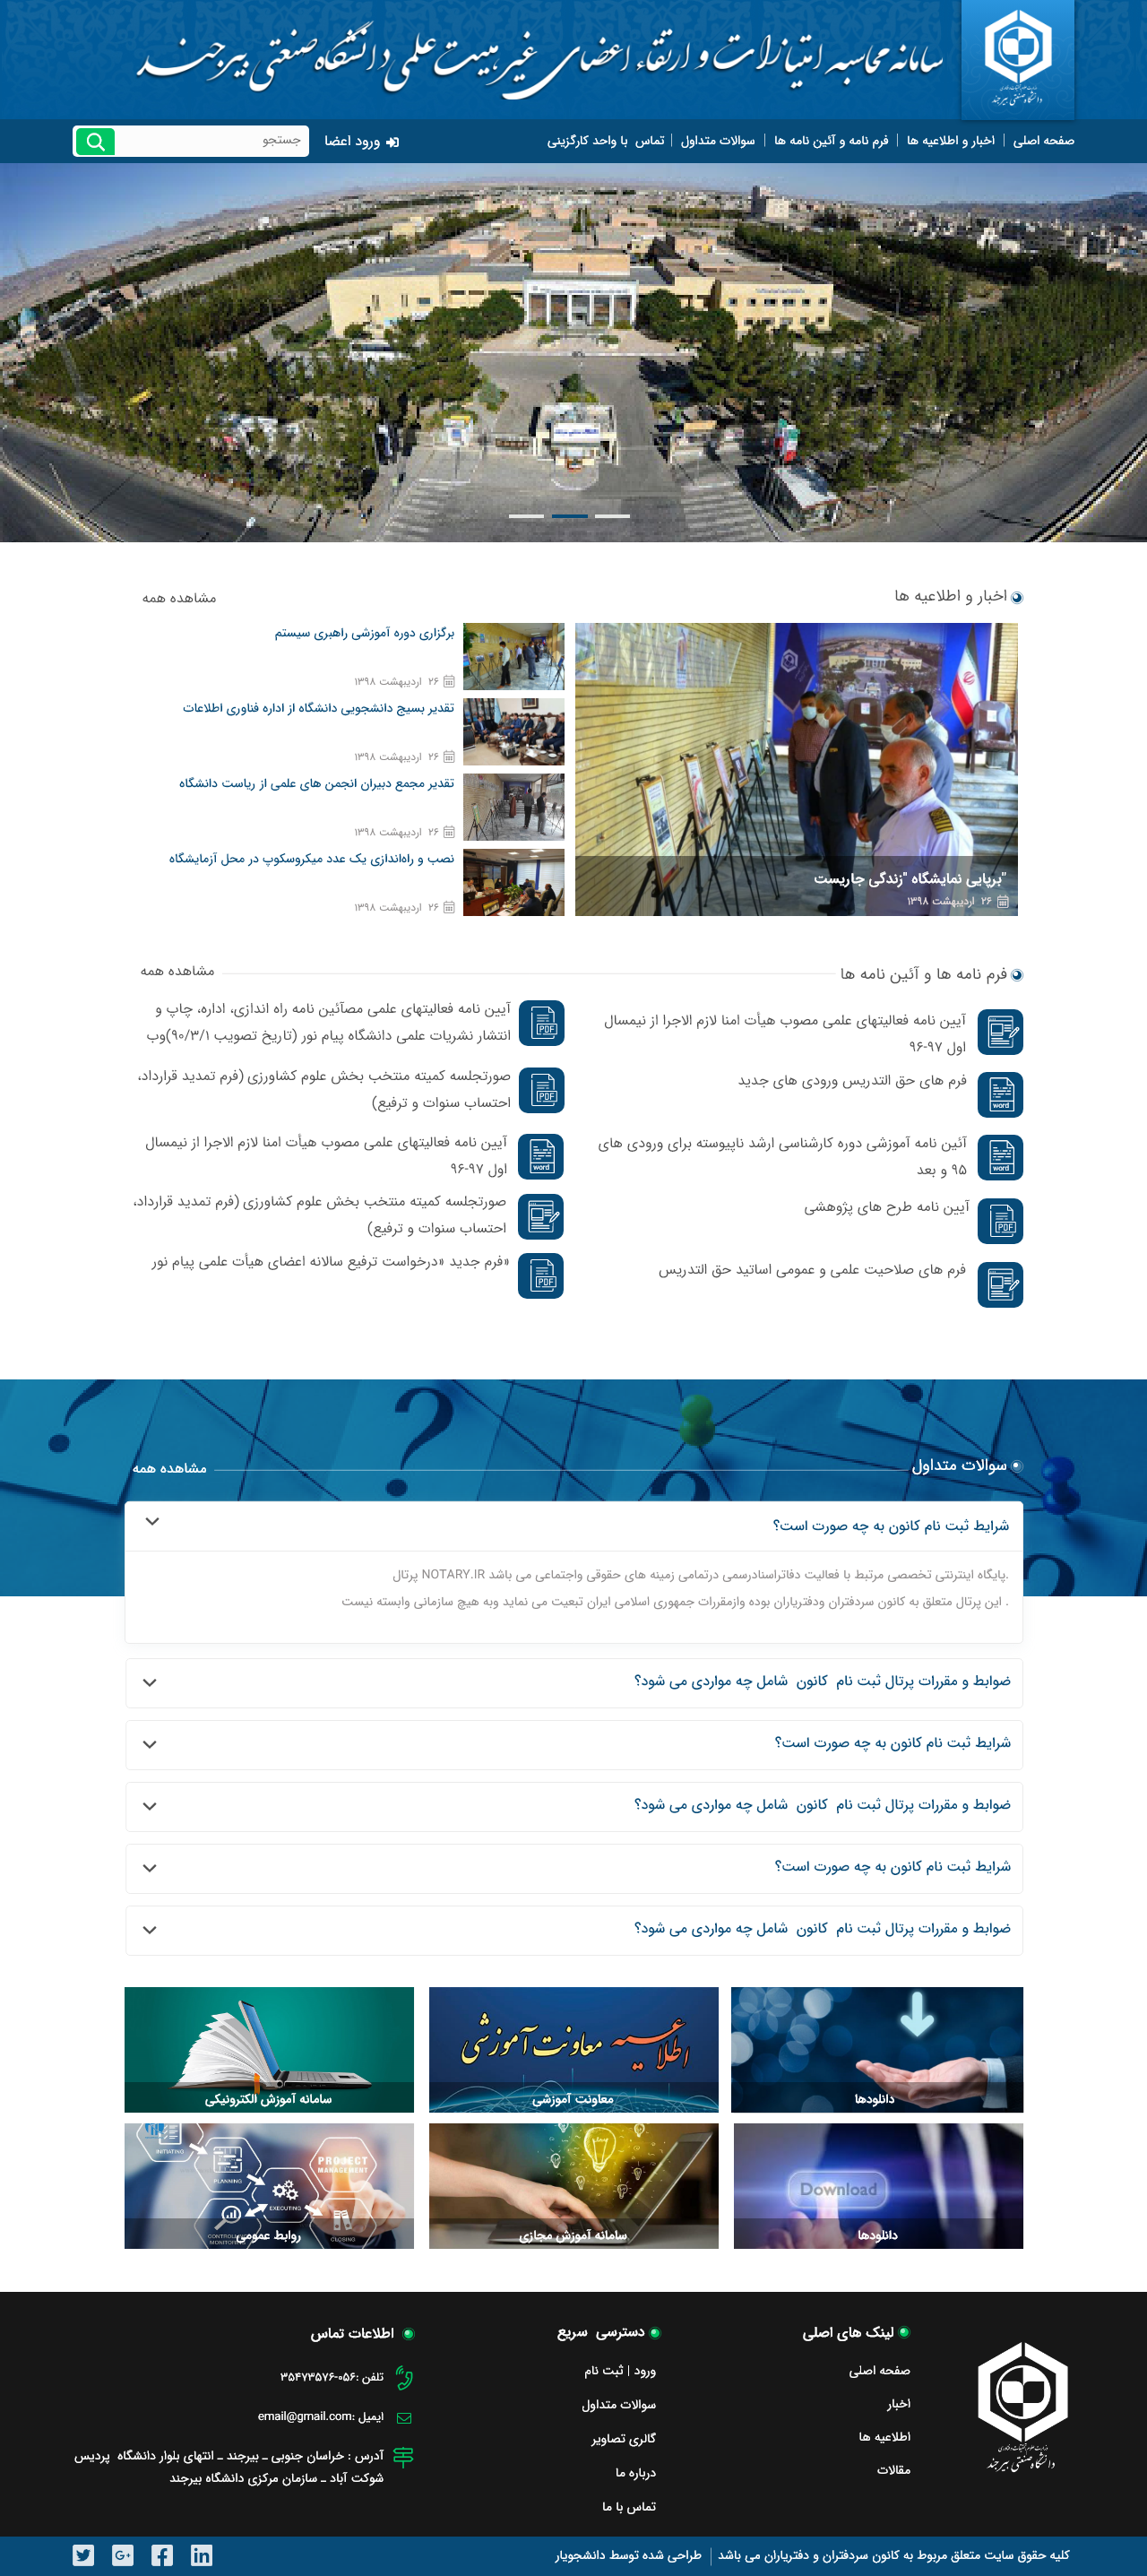 سامانه محاسبه امتیازات و ارتقاء اعضای غیر هیبت علمی دانشگاه صنعتی بیرجند
دانشگاه صنعتی بیرجند
صفحه اصلی | اخبار و اطلاعیه ها | فرم نامه و آئین نامه ها | سوالات متداول | تماس با واحد کارگزینی
ورود اعضا
جستجو
اخبار و اطلاعیه ها
مشاهده همه
"برپایی نمایشگاه "زندگی جاریست
۲۶ اردیبهشت ۱۳۹۸
برگزاری دوره آموزشی راهبری سیستم
۲۶ اردیبهشت ۱۳۹۸
تقدیر بسیج دانشجویی دانشگاه از اداره فناوری اطلاعات
۲۶ اردیبهشت ۱۳۹۸
تقدیر مجمع دبیران انجمن های علمی از ریاست دانشگاه
۲۶ اردیبهشت ۱۳۹۸
نصب و راه‌اندازی یک عدد میکروسکوپ در محل آزمایشگاه
۲۶ اردیبهشت ۱۳۹۸
فرم نامه ها و آئین نامه ها
مشاهده همه
آیین نامه فعالیتهای علمی مصوب هیأت امنا لازم الاجرا از نیمسال
اول ۹۷-۹۶
word
فرم های حق التدریس ورودی های جدید
word
آئین نامه آموزشی دوره کارشناسی ارشد ناپیوسته برای ورودی های
۹۵ و بعد
PDF
آیین نامه طرح های پژوهشی
فرم های صلاحیت علمی و عمومی اساتید حق التدریس
PDF
آیین نامه فعالیتهای علمی مصآئین نامه راه اندازی، اداره، چاپ و
انتشار نشریات علمی دانشگاه پیام نور (تاریخ تصویب ۹۰/۳/۱)وب
PDF
صورتجلسه کمیته منتخب بخش علوم کشاورزی (فرم تمدید قرارداد،
احتساب سنوات و ترفیع)
word
آیین نامه فعالیتهای علمی مصوب هیأت امنا لازم الاجرا از نیمسال
اول ۹۷-۹۶
صورتجلسه کمیته منتخب بخش علوم کشاورزی (فرم تمدید قرارداد،
احتساب سنوات و ترفیع)
PDF
«فرم جدید «درخواست ترفیع سالانه اعضای هیأت علمی پیام نور
سوالات متداول
مشاهده همه
شرایط ثبت نام کانون به چه صورت است؟
.پایگاه اینترنتی تخصصی مرتبط با فعالیت دفاتراسنادرسمی درتمامی زمینه های حقوقی واجتماعی می باشد NOTARY.IR پرتال
. این پرتال متعلق به کانون سردفتران ودفتریاران بوده وازمقررات جمهوری اسلامی ایران تبعیت می نماید وبه هیچ سازمانی وابسته نیست
ضوابط و مقررات پرتال ثبت نام کانون شامل چه مواردی می شود؟
شرایط ثبت نام کانون به چه صورت است؟
ضوابط و مقررات پرتال ثبت نام کانون شامل چه مواردی می شود؟
شرایط ثبت نام کانون به چه صورت است؟
ضوابط و مقررات پرتال ثبت نام کانون شامل چه مواردی می شود؟
دانلودها
اطلاعیه معاونت آموزشی
معاونت آموزشی
سامانه آموزش الکترونیکی
Download
دانلودها
سامانه آموزش مجازی
INITIATING
PLANNING
PROJECT
MANAGEMENT
EXECUTING
CLOSING
روابط عمومی
دانشگاه صنعتی بیرجند
لینک های اصلی
صفحه اصلی
اخبار
اطلاعیه ها
مقالات
دسترسی سریع
ورود | ثبت نام
سوالات متداول
گالری تصاویر
درباره ما
تماس با ما
اطلاعات تماس
تلفن :۰۵۶-۳۵۴۷۳۵۷۶
ایمیل :email@gmail.com
آدرس : خراسان جنوبی ـ بیرجند ـ انتهای بلوار دانشگاه پردیس
شوکت آباد ـ سازمان مرکزی دانشگاه بیرجند
کلیه حقوق سایت متعلق مربوط به کانون سردفتران و دفتریاران می باشد | طراحی شده توسط دانشجویار